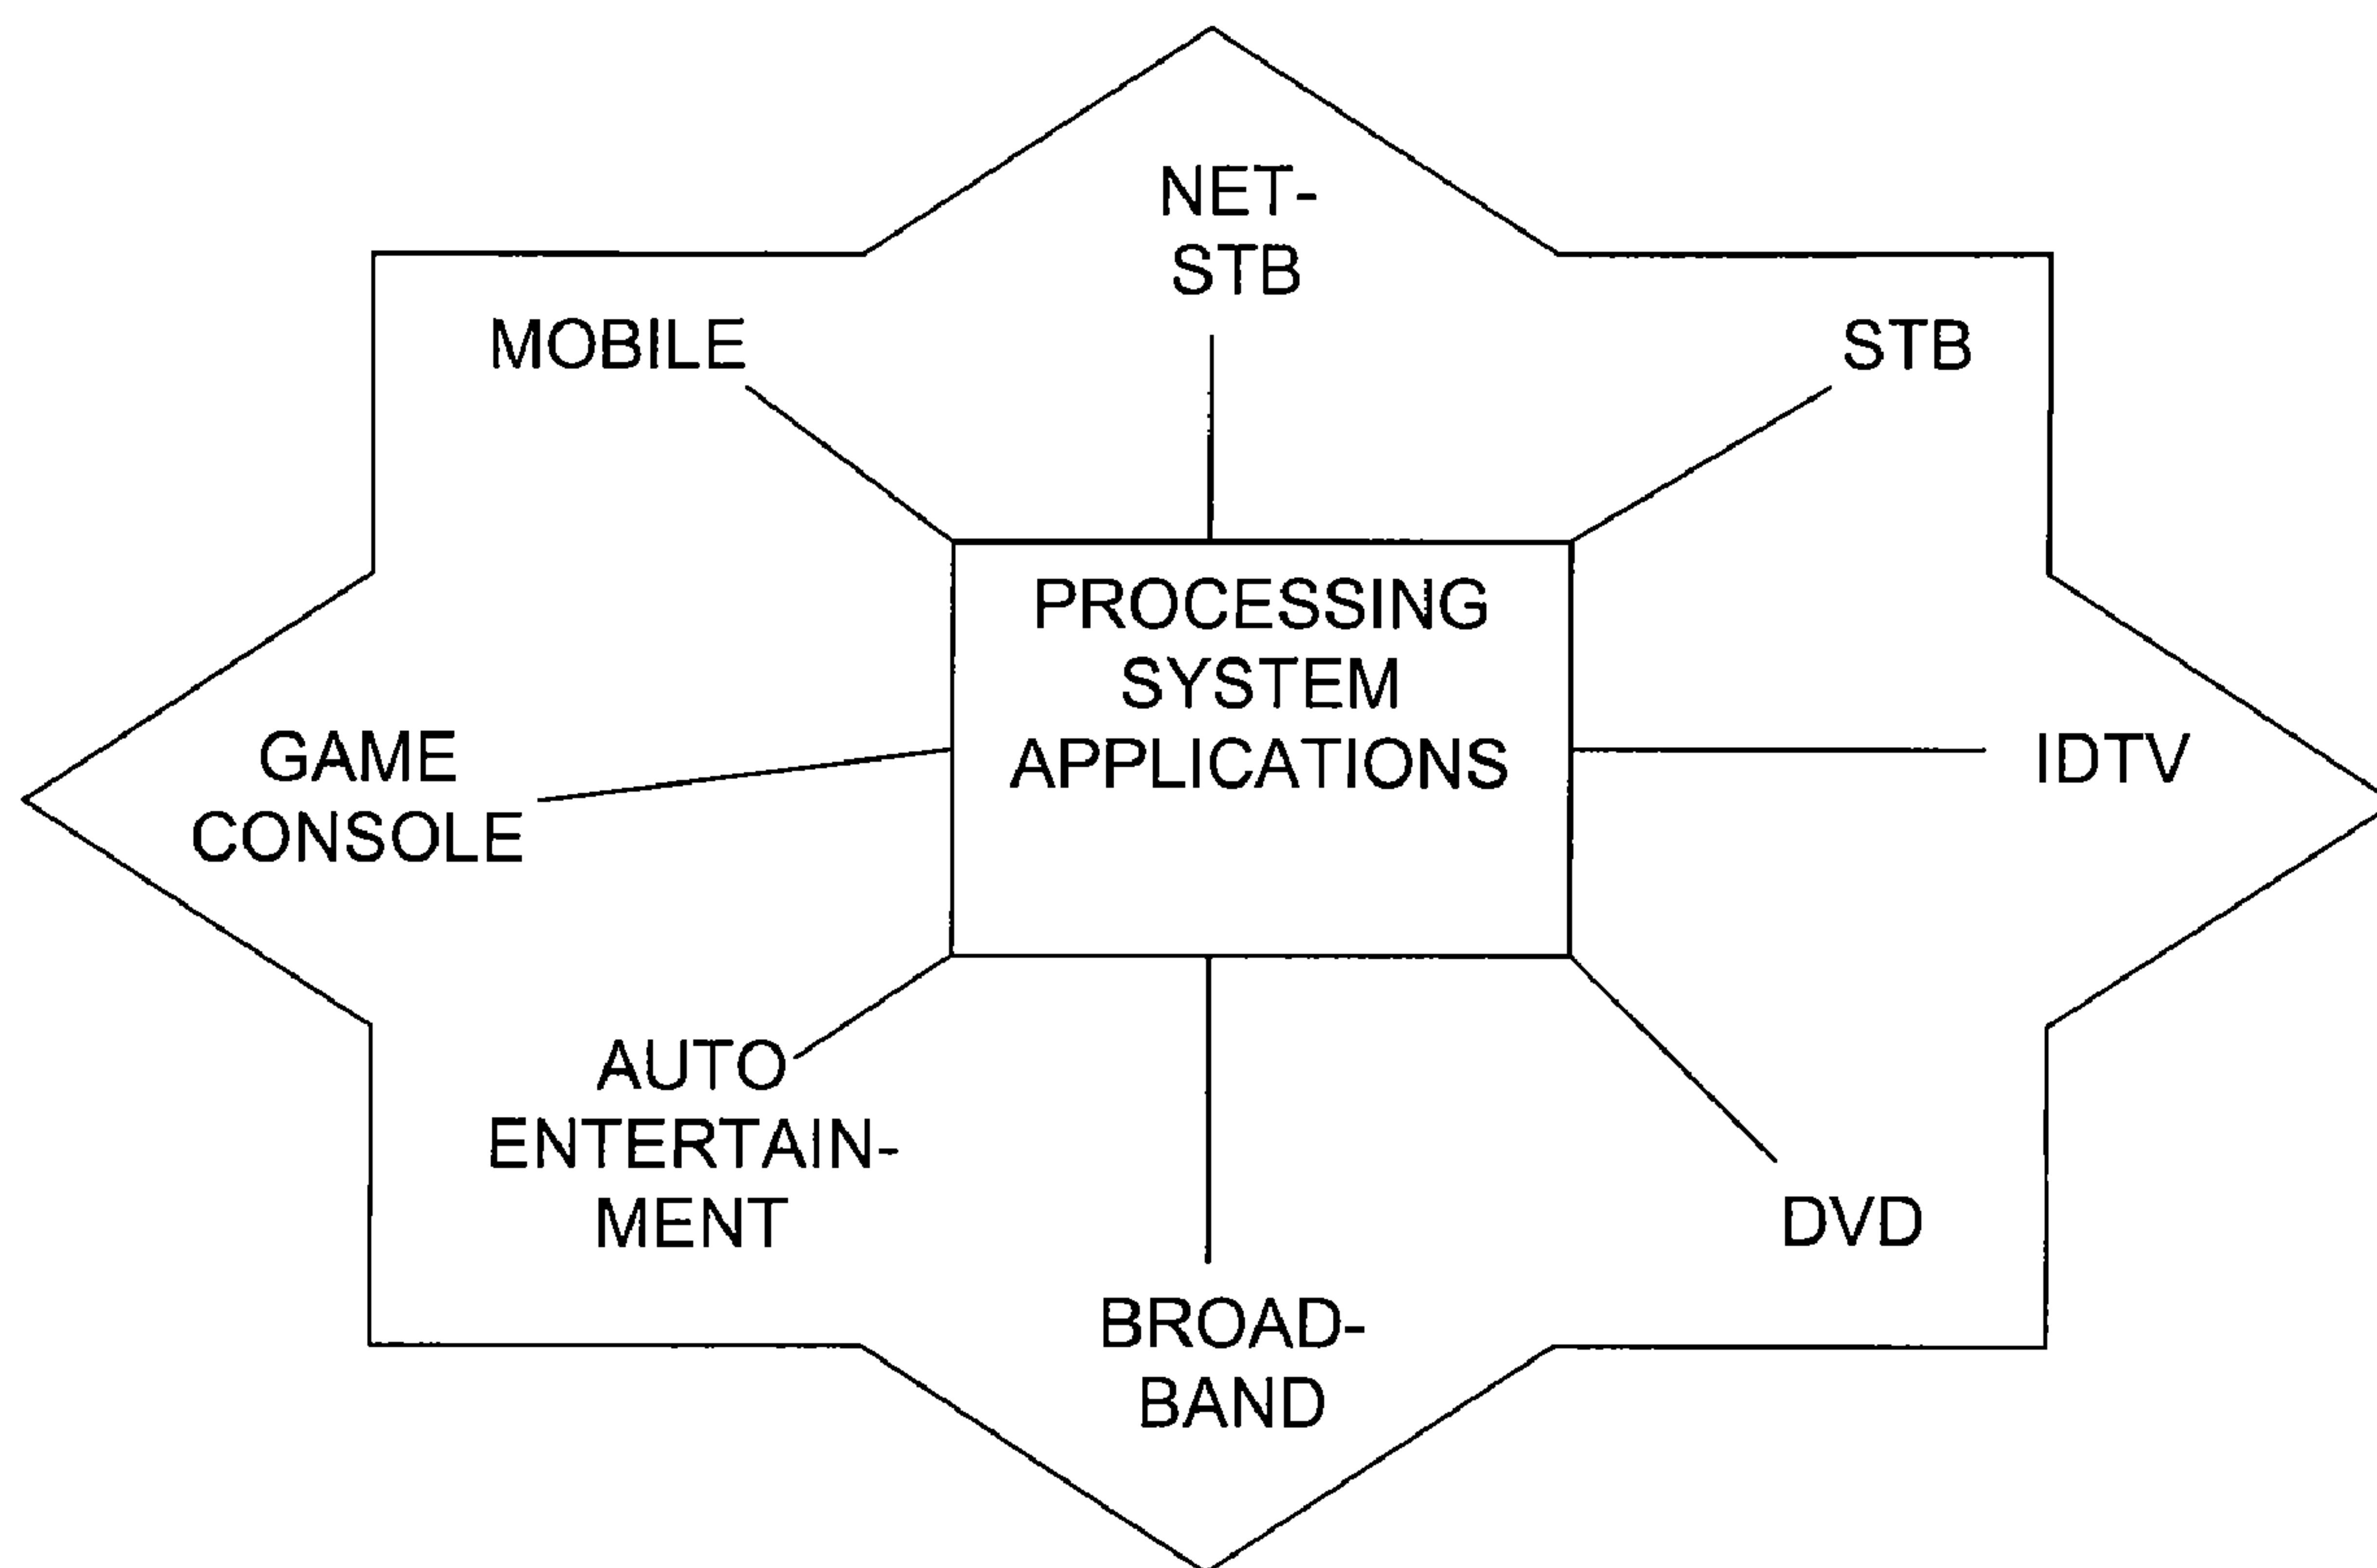 NET-
STB
MOBILE
STB
PROCESSING
SYSTEM
APPLICATIONS
GAME
CONSOLE
IDTV
AUTO
ENTERTAIN-
MENT
DVD
BROAD-
BAND